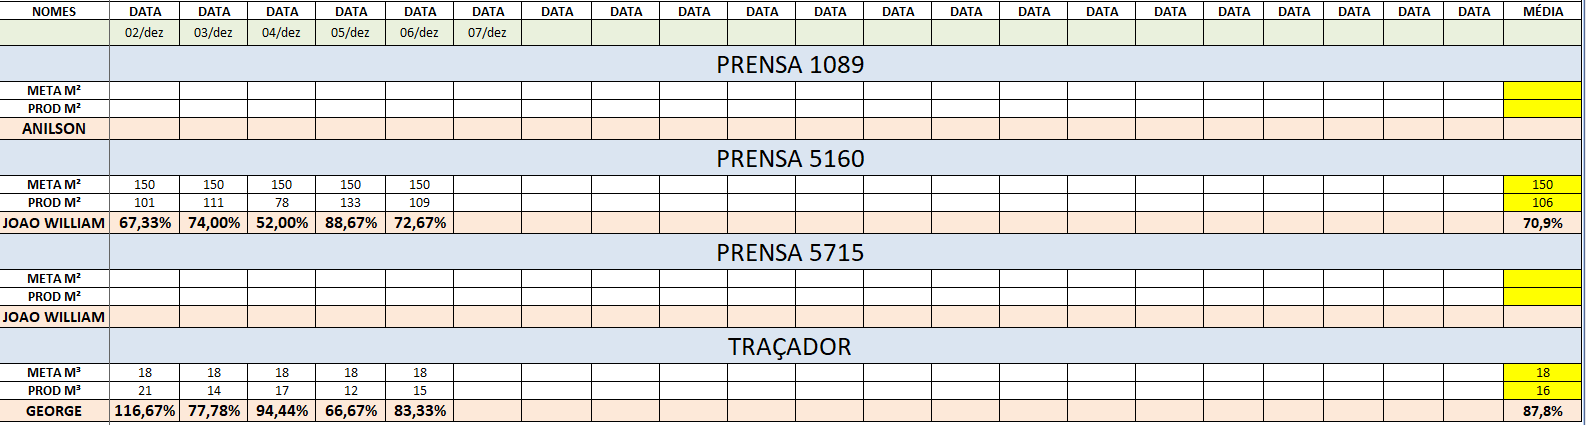 NOMES DATA DATA DATA DATA DATA DATA DATA DATA DATA DATA DATA DATA DATA DATA DATA DATA DATA DATA DATA DATA DATA MÉDIA
02/dez 03/dez 04/dez 05/dez 06/dez 07/dez
PRENSA 1089
META M²
PROD M²
ANILSON
PRENSA 5160
META M² 150 150 150 150 150 150
PROD M² 101 111 78 133 109 106
JOAO WILLIAM 67,33% 74,00% 52,00% 88,67% 72,67% 70,9%
PRENSA 5715
META M²
PROD M²
JOAO WILLIAM
TRAÇADOR
META M³ 18 18 18 18 18 18
PROD M³ 21 14 17 12 15 16
GEORGE 116,67% 77,78% 94,44% 66,67% 83,33% 87,8%